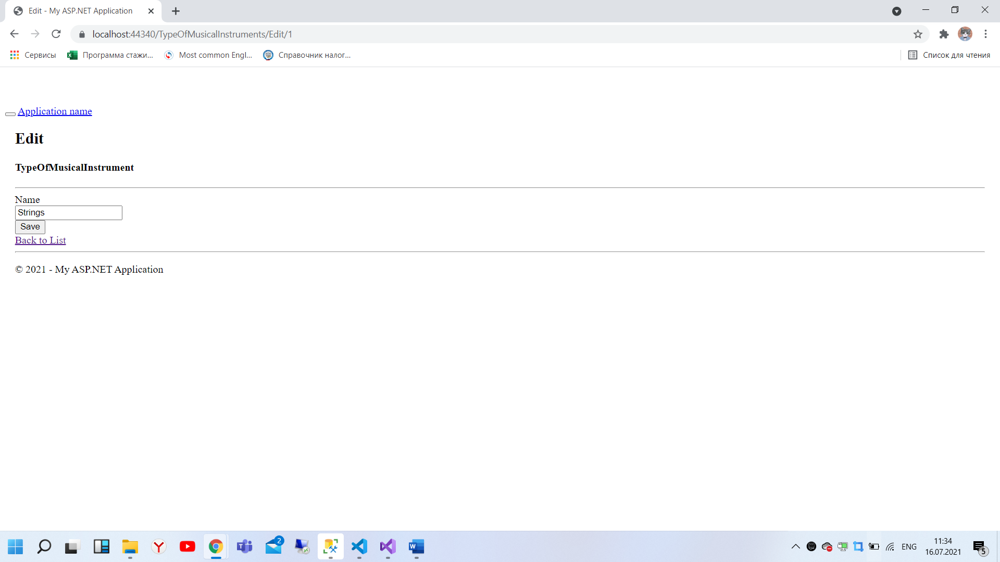 Edit - My ASP.NET Application
localhost:44340/TypeOfMusicalInstruments/Edit/1
Сервисы
Программа стажи...
Most common Engl...
Справочник налог...
Список для чтения
Application name
Edit
TypeOfMusicalInstrument
Name
Strings
Save
Back to List
© 2021 - My ASP.NET Application
2
ENG
11:34
16.07.2021
5